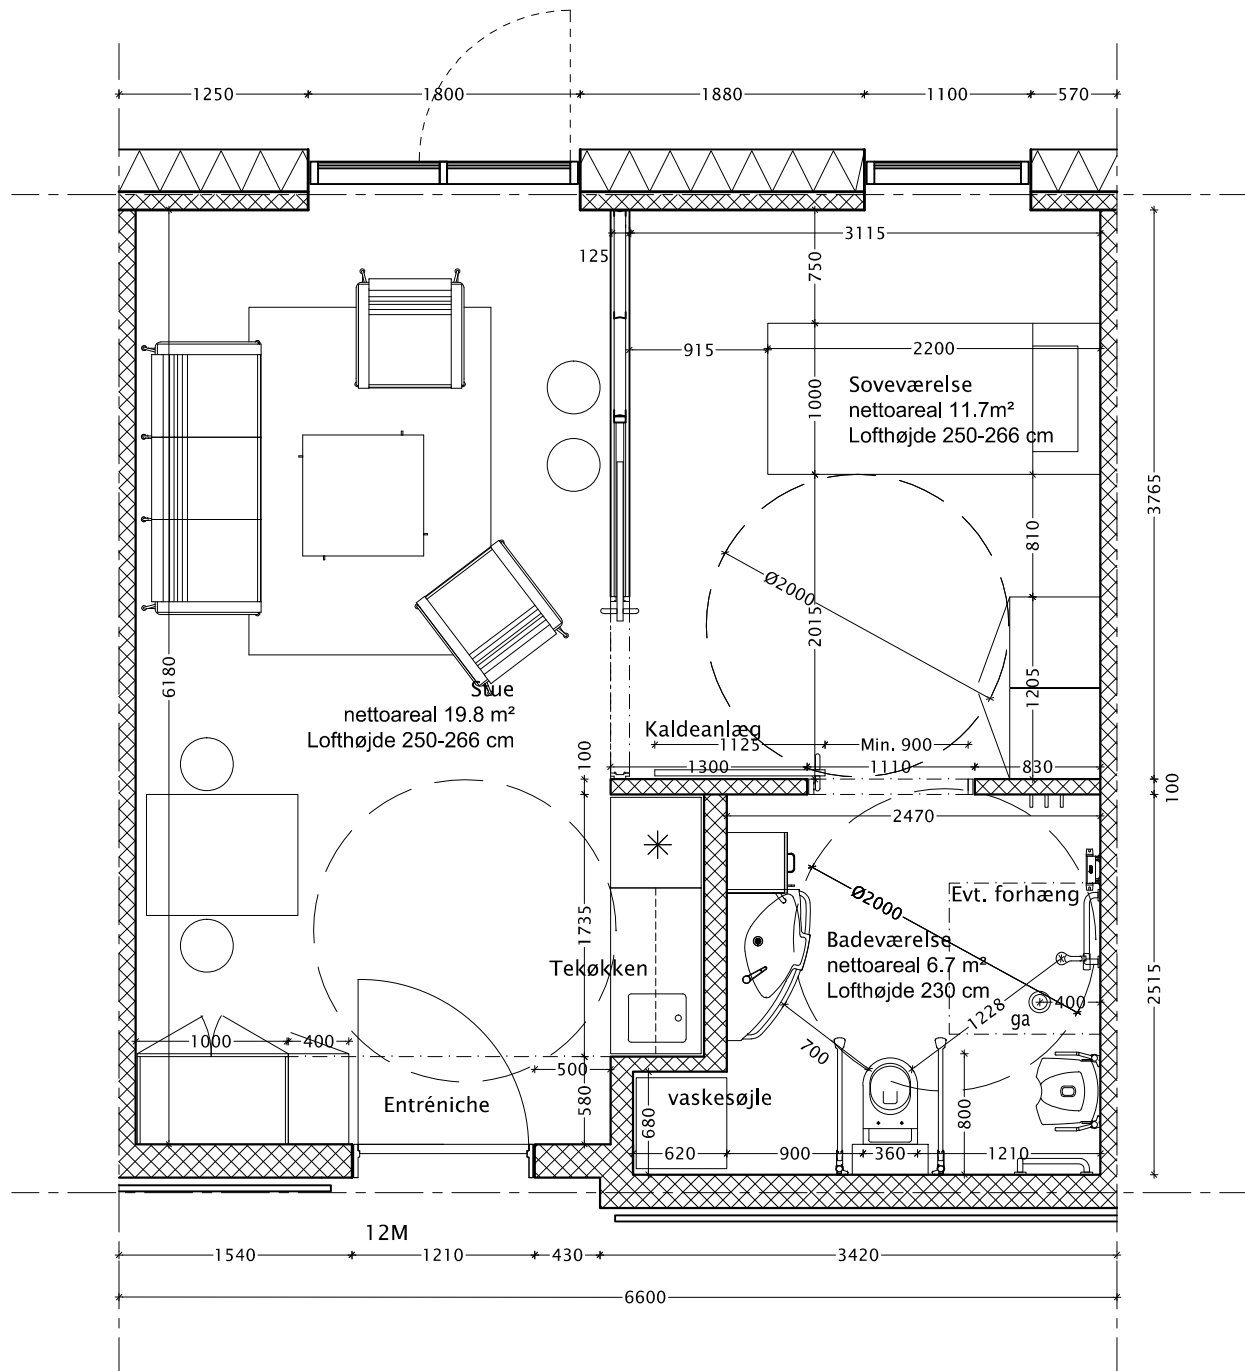 1250
1800
1880
1100
570
3115
125
750
915
2200
Soveværelse
nettoareal 11.7m²
Lofthøjde 250-266 cm
1000
3765
810
Ø2000
2015
6180
1205
Stue
nettoareal 19.8 m²
Lofthøjde 250-266 cm
Kaldeanlæg
1125
Min. 900
100
1300
1110
830
100
2470
Evt. forhæng
Ø2000
1735
Badeværelse
nettoareal 6.7 m²
Lofthøjde 230 cm
Tekøkken
2515
400
1228
ga
1000
400
700
500
Entréniche
580
vaskesøjle
680
800
620
900
360
1210
12M
1540
1210
430
3420
6600